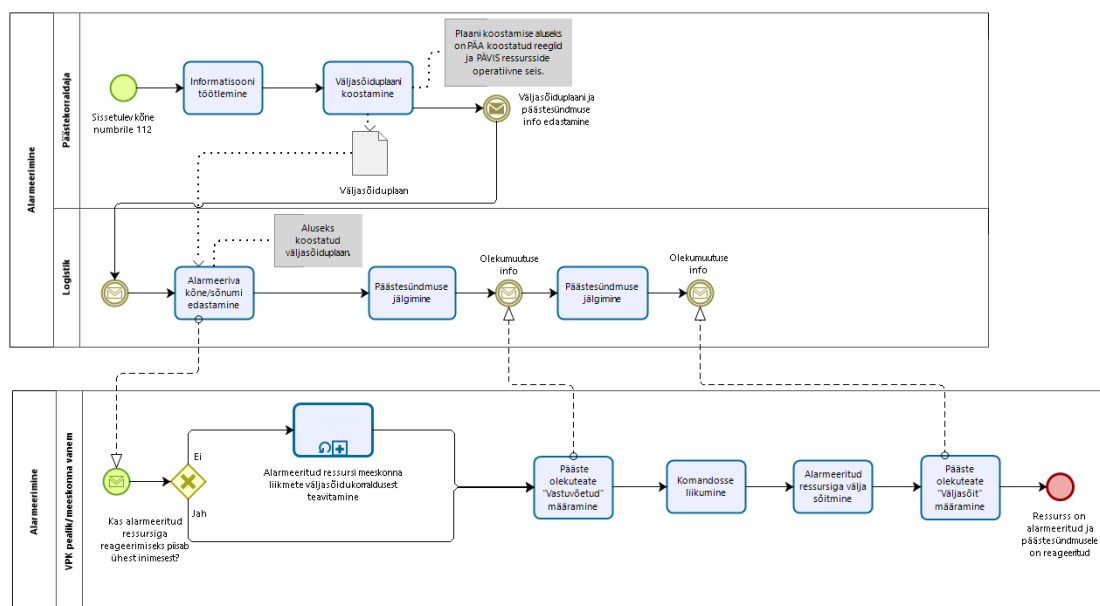 Alarmeerimine
Päästekorraldaja
Sissetulev kõne
numbrile 112
Informatisooni
töötlemine
Väljasõiduplaani
koostamine
Plaani koostamise aluseks
on PÄA koostatud reeglid
ja PÄVIS ressursside
operatiivne seis.
Väljasõiduplaani ja
päästesündmuse
info edastamine
Väljasõiduplaan
Logistik
Aluseks
koostatud
väljasõiduplaan.
Alarmeeriva
kõne/sõnumi
edastamine
Päästesündmuse
jälgimine
Olekumuutuse
info
Päästesündmuse
jälgimine
Olekumuutuse
info
Alarmeerimine
VPK pealik/meeskonna vanem
Kas alarmeeritud
ressursiga
reageerimiseks piisab
ühest inimesest?
Ei
Jah
Alarmeeritud ressursi meeskonna
liikmete väljasõidukorraldusest
teavitamine
Pääste
olekuteate
"Vastuvõetud"
määramine
Komandosse
liikumine
Alarmeeritud
ressursiga välja
sõitmine
Pääste
olekuteate
"Väljasõit"
määramine
Ressurss on
alarmeeritud ja
päästesündmusele
on reageeritud